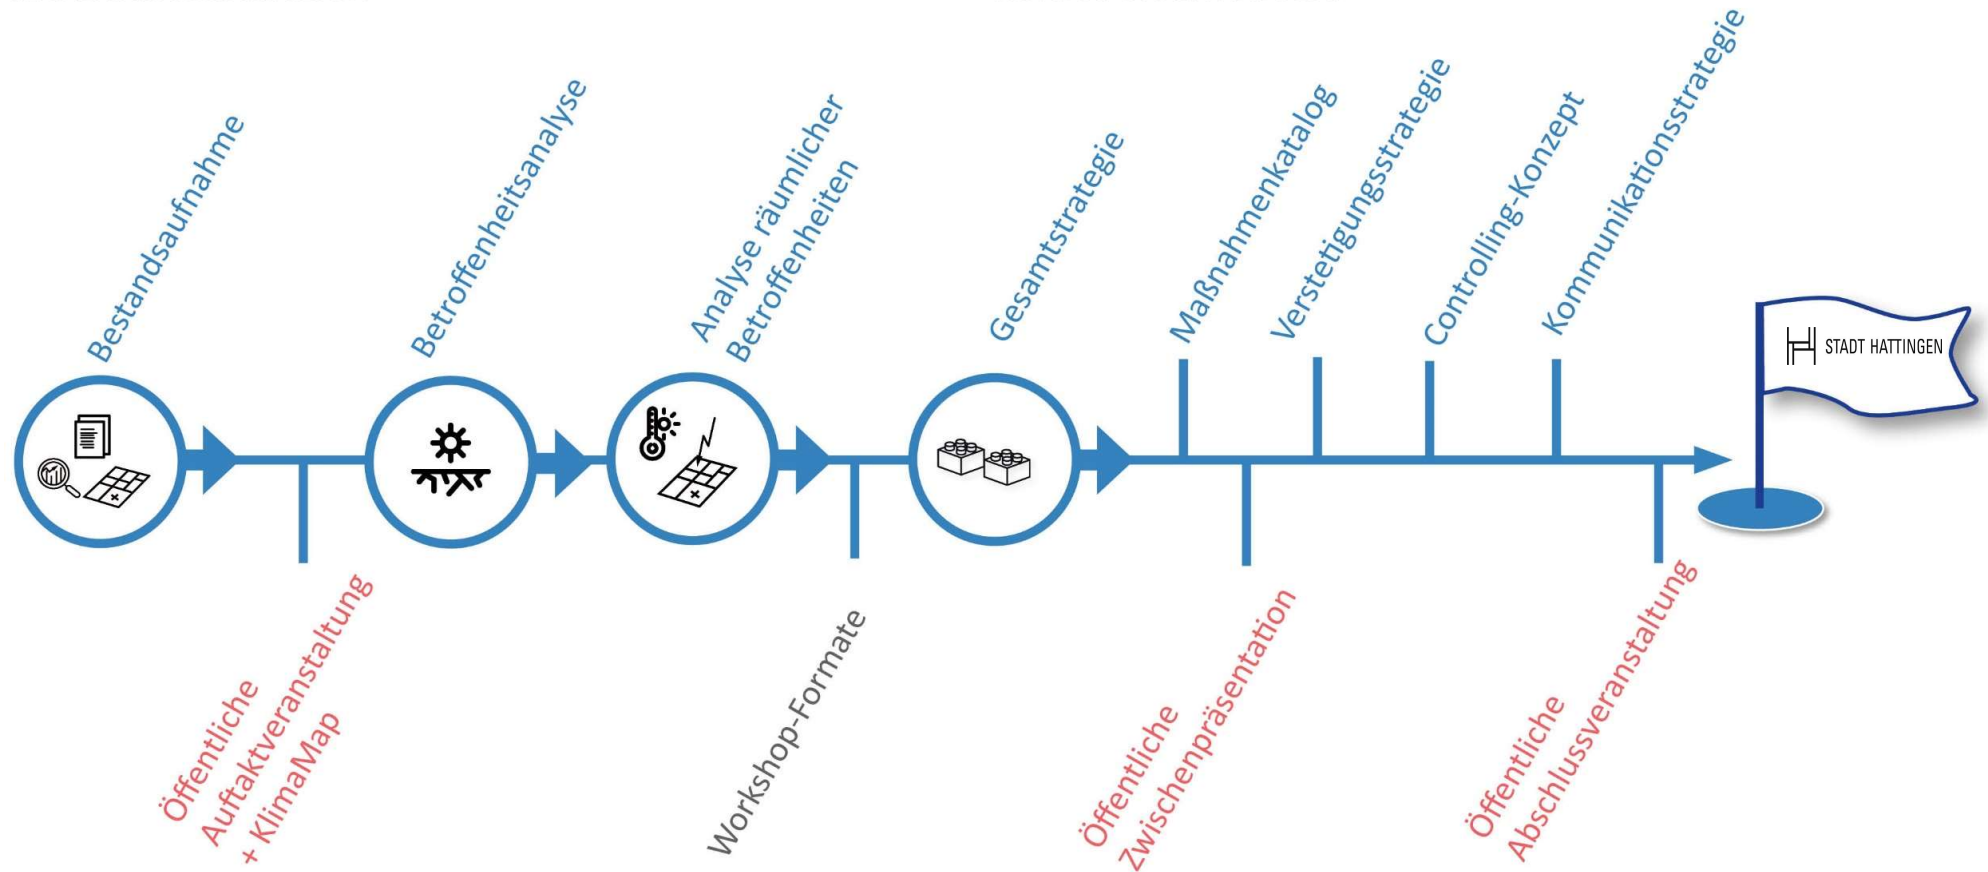 Bestandsaufnahme
Betroffenheitsanalyse
Analyse räumlicher
Betroffenheiten
Gesamtstrategie
Maßnahmenkatalog
Verstetigungsstrategie
Controlling-Konzept
Kommunikationsstrategie
STADT HATTINGEN
Öffentliche
Auftaktveranstaltung
+ KlimaMap
Workshop-Formate
Öffentliche
Zwischenpräsentation
Öffentliche
Abschlussveranstaltung